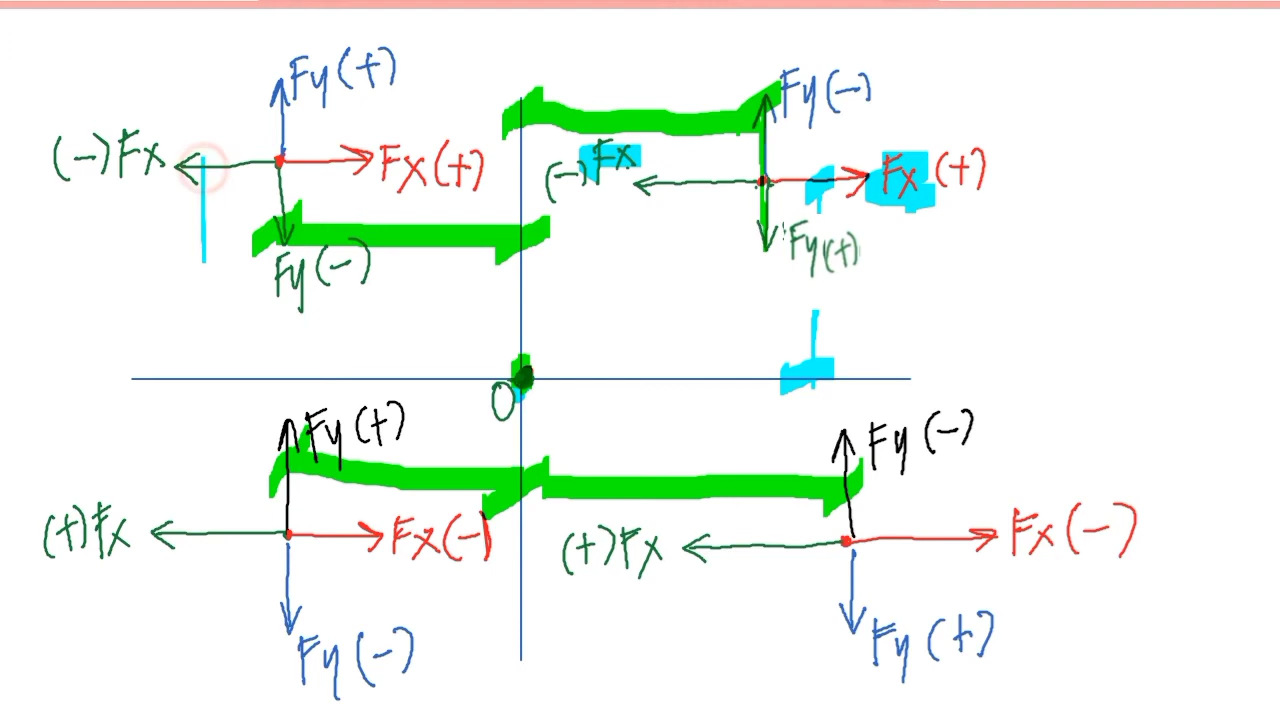 Fy(+)
Fy(-)
(-)Fx
Fx(+)
(-)Fx
Fx (+)
Fy(-)
Fy(+)
O
Fy(+)
Fy(-)
(+)Fx
Fx(-)
(+)Fx
Fx(-)
Fy(-)
Fy(+)